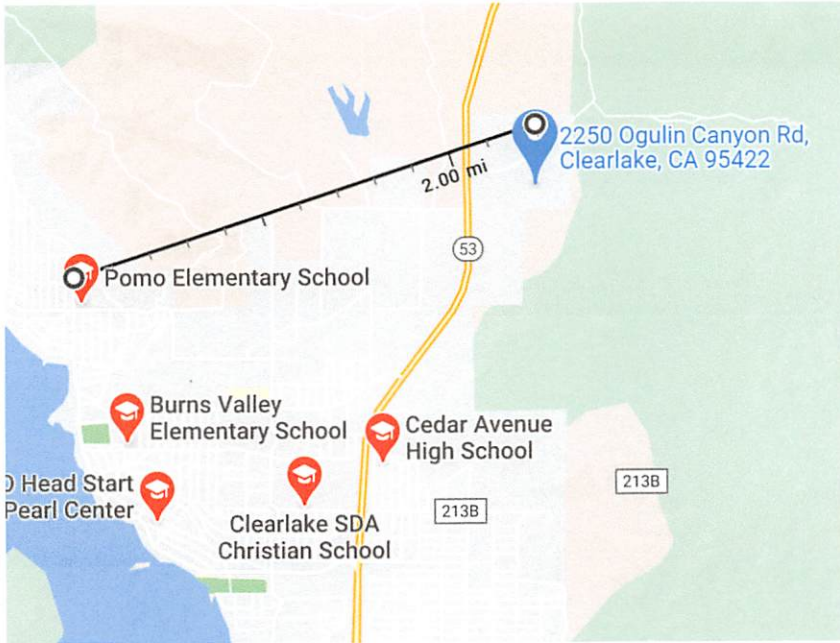 2250 Ogulin Canyon Rd,
Clearlake, CA 95422
2.00 mi
53
Pomo Elementary School
Burns Valley
Elementary School
Cedar Avenue
High School
Head Start
Pearl Center
213B
213B
Clearlake SDA
Christian School